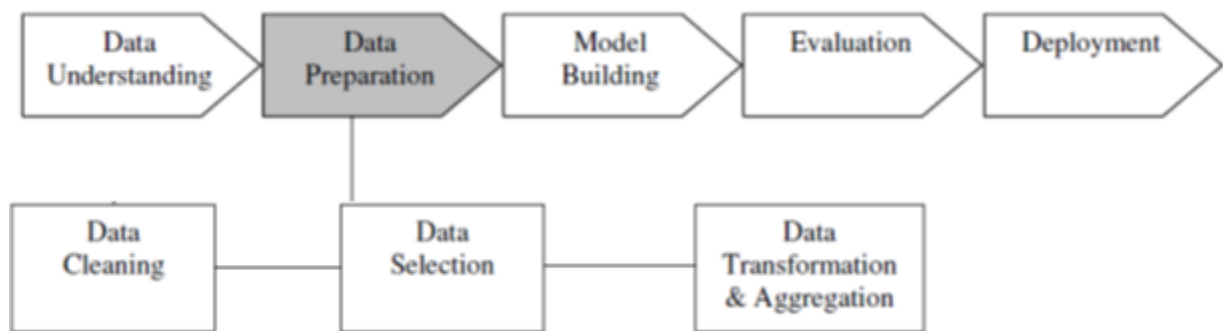 Data
Understanding
Data
Preparation
Model
Building
Evaluation
Deployment
Data
Cleaning
Data
Selection
Data
Transformation
& Aggregation